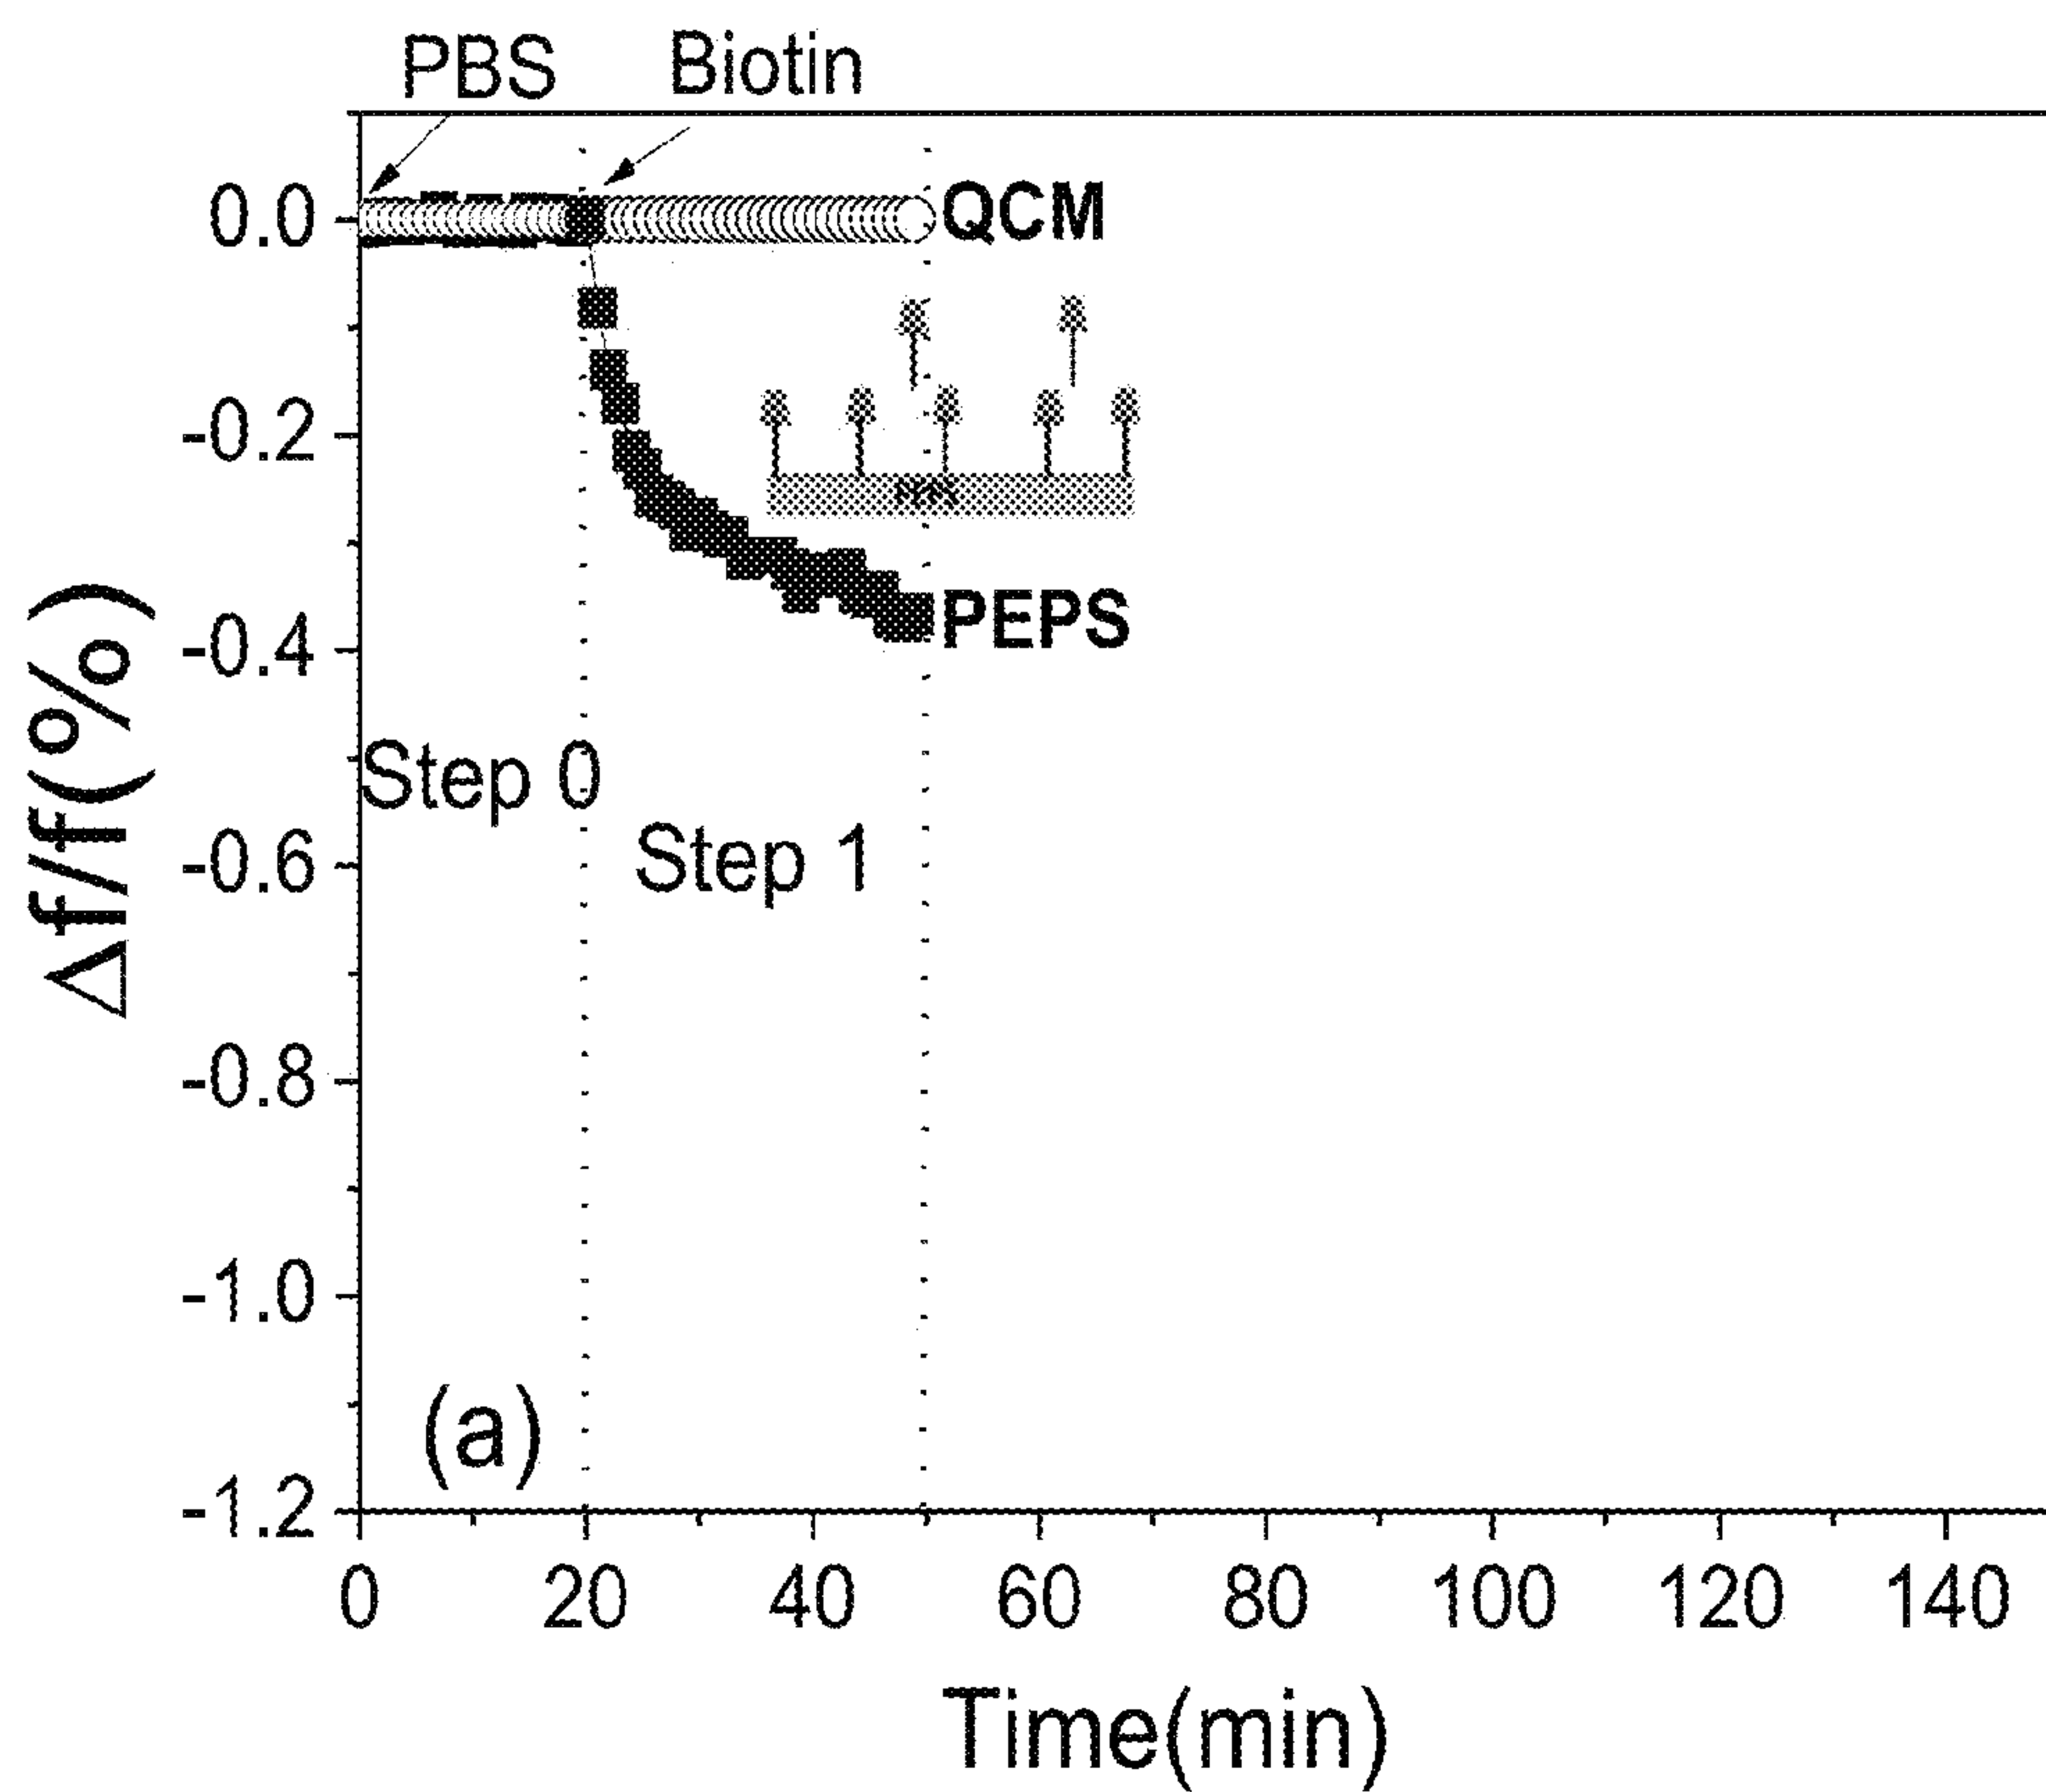 PBS Biotin
0.0
QCM
-0.2
-0.4
PEPS
Step 0
-0.6
Step 1
-0.8
-1.0
(a)
-1.2
Δf/f(%)
0 20 40 60 80 100 120 140
Time(min)